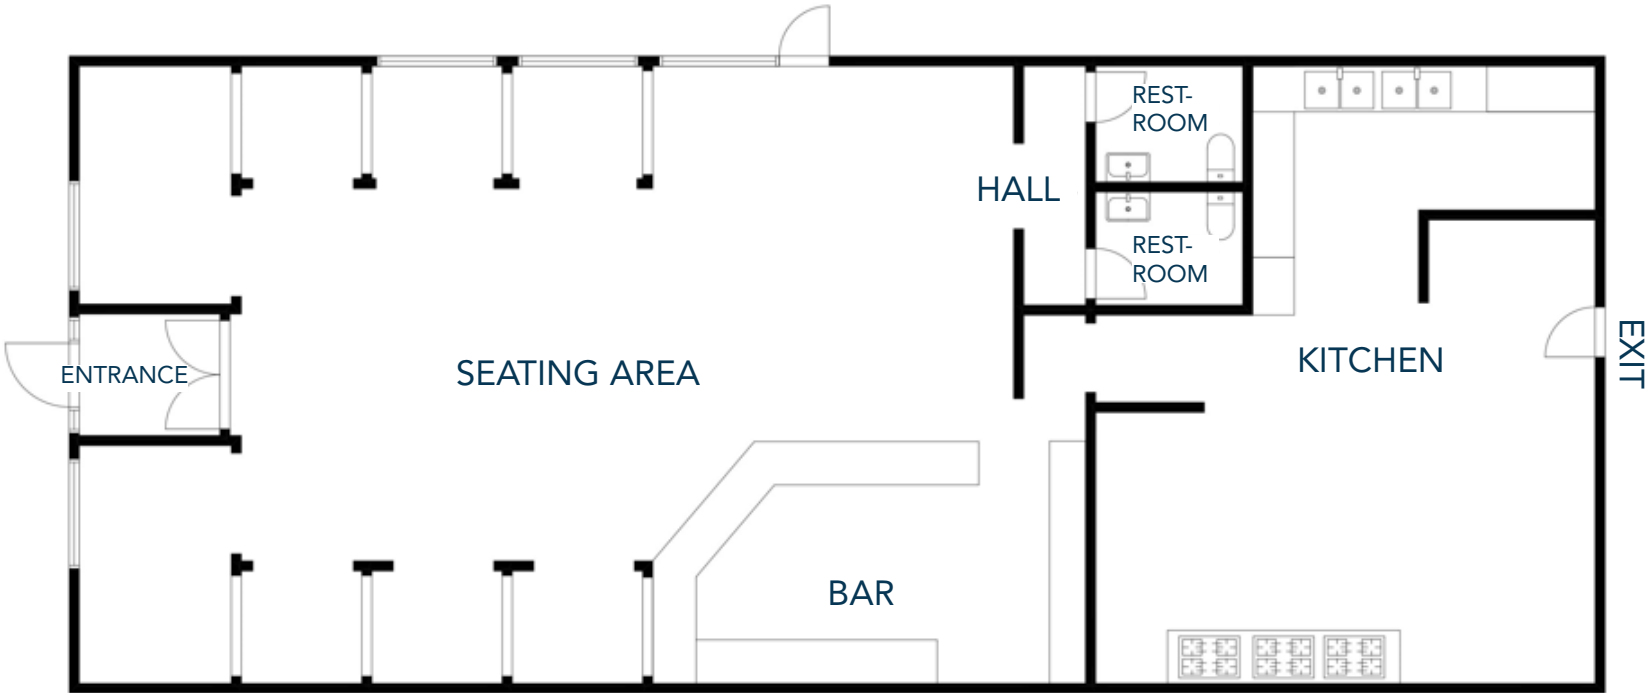 REST-
ROOM
HALL
REST-
ROOM
ENTRANCE
SEATING AREA
KITCHEN
EXIT
BAR